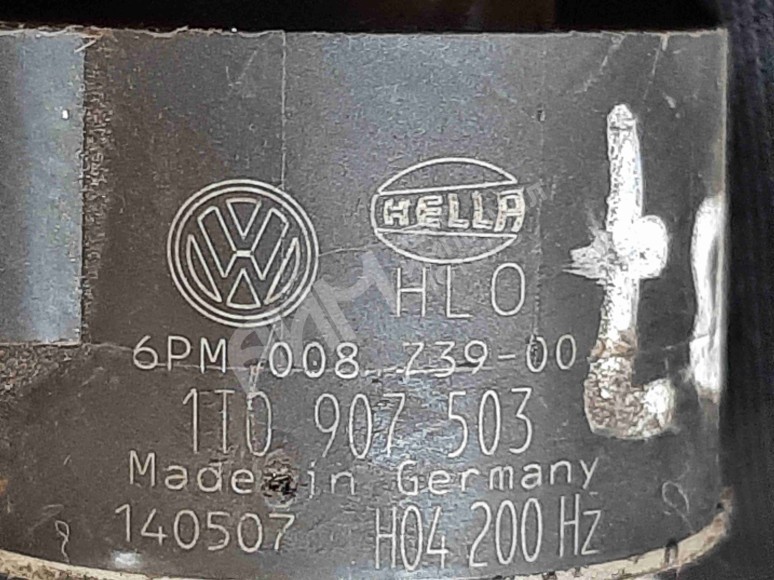 HELLA
HLO
6PM 008 739-00
1T0 907 503
Made in Germany
140507 H04 200 Hz